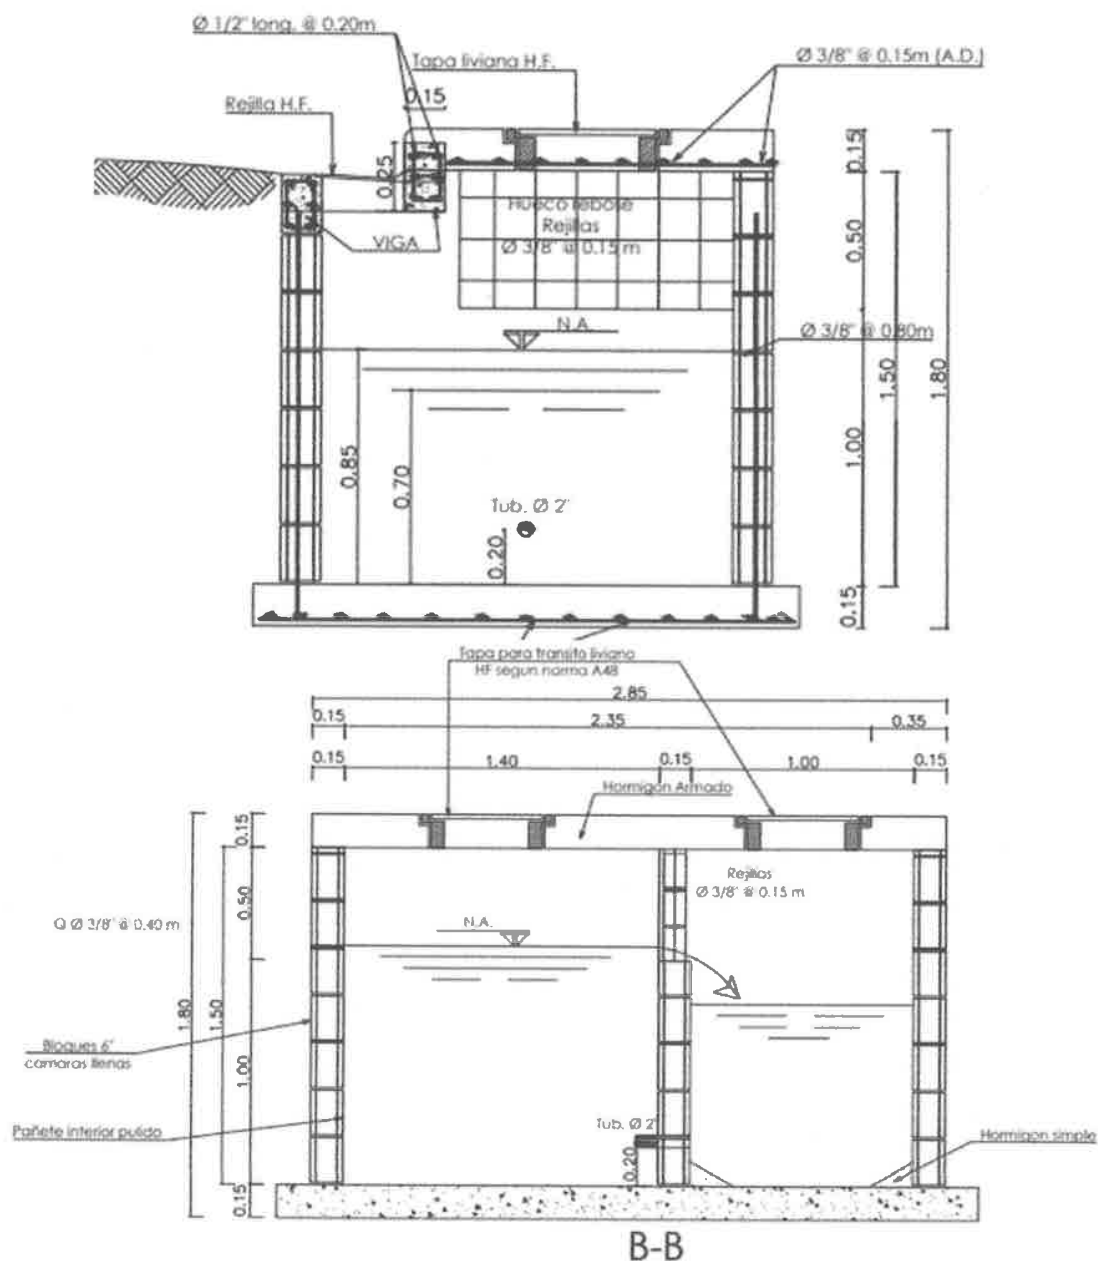 Ø 1/2" long. @ 0.20m
Tapa liviana H.F.
Ø 3/8" @ 0.15m (A.D.)
0.15
Rejilla H.F.
0.25
0.15
Hueco rebose
Rejillas
Ø 3/8" @ 0.15 m
VIGA
0.50
N.A.
Ø 3/8" @ 0.80m
1.50
1.80
0.85
0.70
1.00
Tub. Ø 2"
0.20
0.15
Tapa para transito liviano
HF segun norma A48
2.85
0.15
2.35
0.35
0.15
1.40
0.15
1.00
0.15
Hormigon Armado
0.15
Rejillas
Ø 3/8" @ 0.15 m
0.50
Q Ø 3/8" @ 0.40 m
N.A.
1.80
1.50
Bloques 6"
camaras llenas
1.00
Pañete interior pulido
Tub. Ø 2"
Hormigon simple
0.20
0.15
B-B